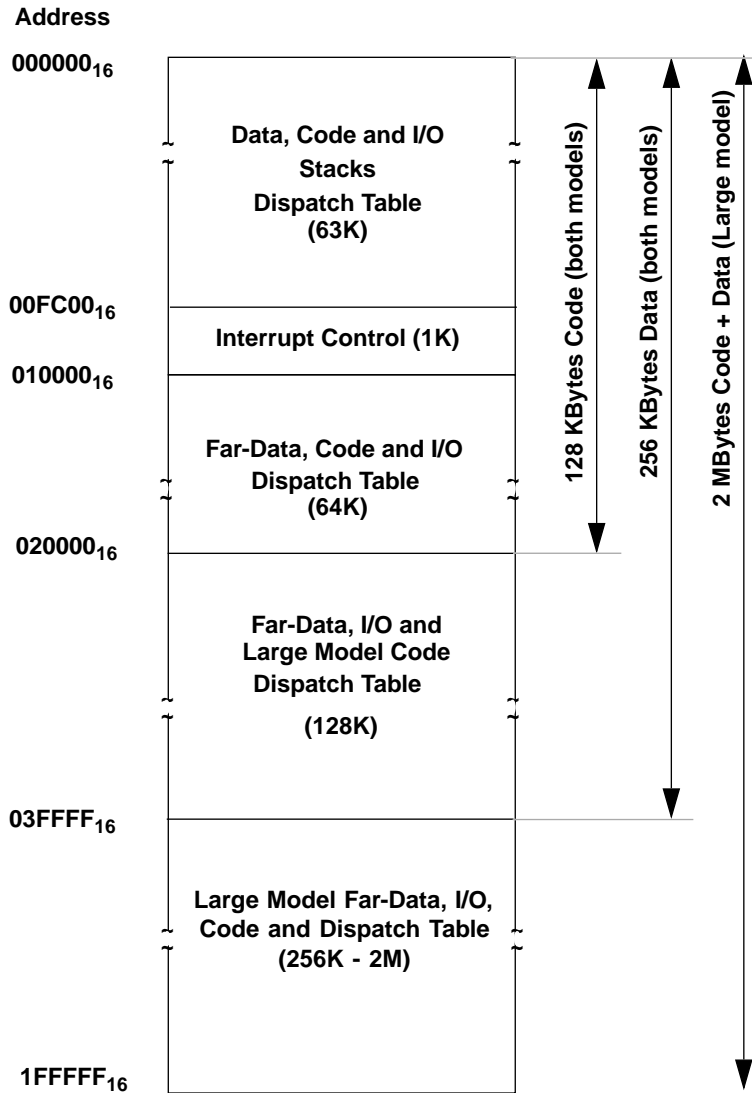 Address
000000₁₆
Data, Code and I/O
Stacks
Dispatch Table
(63K)
00FC00₁₆
Interrupt Control (1K)
010000₁₆
Far-Data, Code and I/O
Dispatch Table
(64K)
020000₁₆
Far-Data, I/O and
Large Model Code
Dispatch Table
(128K)
03FFFF₁₆
Large Model Far-Data, I/O,
Code and Dispatch Table
(256K - 2M)
1FFFFF₁₆
128 KBytes Code (both models)
256 KBytes Data (both models)
2 MBytes Code + Data (Large model)